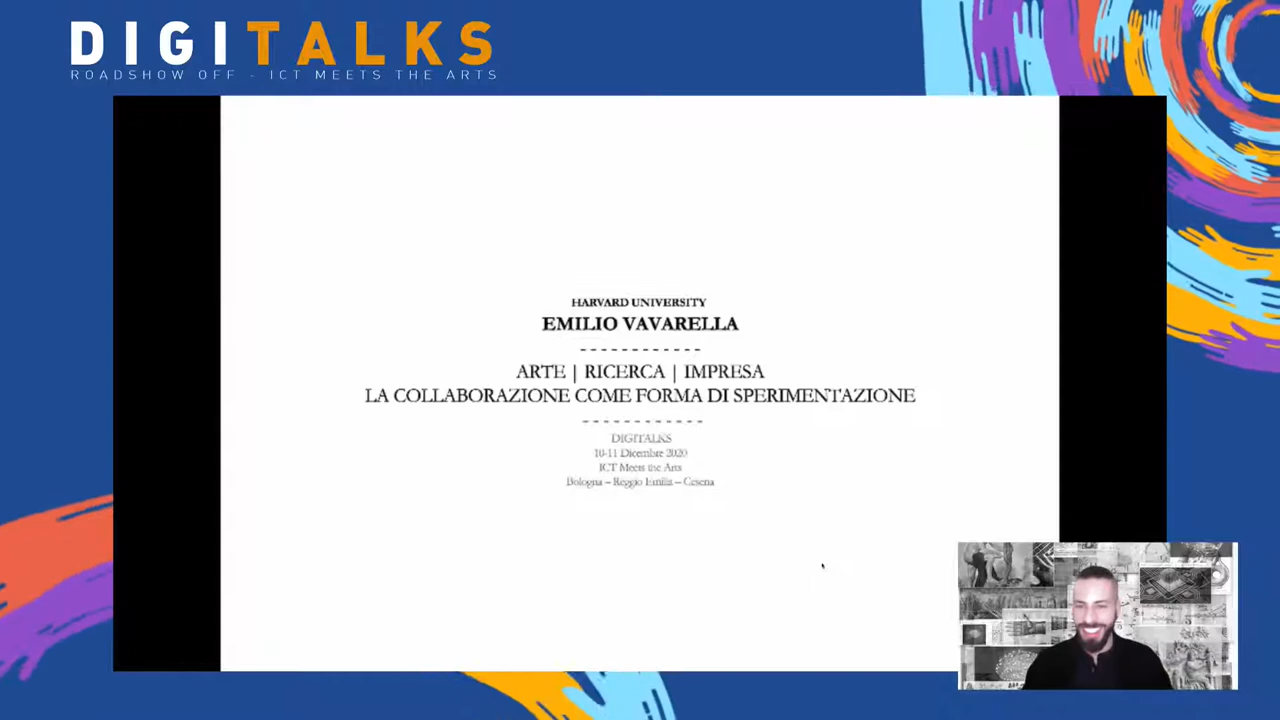 DIGITALKS
ROADSHOW OFF - ICT MEETS THE ARTS
HARVARD UNIVERSITY
EMILIO VAVARELLA
- - - - - - - - - - - -
ARTE | RICERCA | IMPRESA
LA COLLABORAZIONE COME FORMA DI SPERIMENTAZIONE
- - - - - - - - - - - -
DIGITALKS
10-11 Dicembre 2020
ICT Meets the Arts
Bologna – Reggio Emilia – Cesena